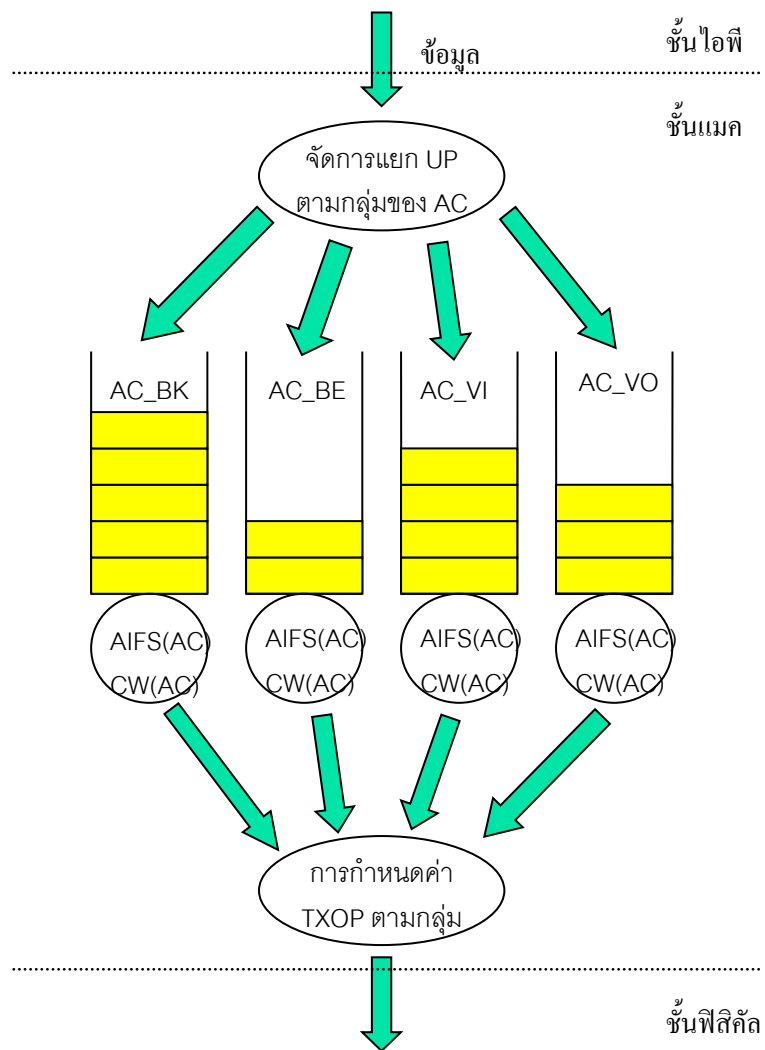 ชั้นไอพี
ข้อมูล
ชั้นแมค
จัดการแยก UP
ตามกลุ่มของ AC
AC_BK
AC_BE
AC_VI
AC_VO
AIFS(AC)
CW(AC)
AIFS(AC)
CW(AC)
AIFS(AC)
CW(AC)
AIFS(AC)
CW(AC)
การกำหนดค่า
TXOP ตามกลุ่ม
ชั้นฟิสิคัล